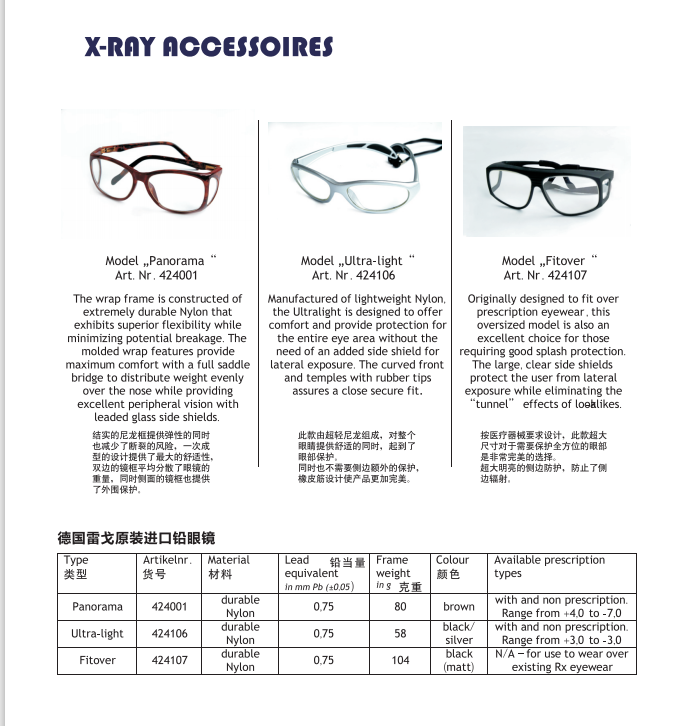 X-RAY ACCESSOIRES
Model „Panorama “
Art. Nr. 424001
The wrap frame is constructed of
extremely durable Nylon that
exhibits superior flexibility while
minimizing potential breakage. The
molded wrap features provide
maximum comfort with a full saddle
bridge to distribute weight evenly
over the nose while providing
excellent peripheral vision with
leaded glass side shields.
结实的尼龙框提供弹性的同时
也减少了断裂的风险，一次成
型的设计提供了最大的舒适性，
双边的镜框平均分散了眼镜的
重量，同时侧面的镜框也提供
了外围保护。
Model „Ultra-light “
Art. Nr. 424106
Manufactured of lightweight Nylon,
the Ultralight is designed to offer
comfort and provide protection for
the entire eye area without the
need of an added side shield for
lateral exposure. The curved front
and temples with rubber tips
assures a close secure fit.
此款由超轻尼龙组成，对整个
眼睛提供舒适的同时，起到了
眼部保护。
同时也不需要侧边额外的保护，
橡皮筋设计使产品更加完美。
Model „Fitover “
Art. Nr. 424107
Originally designed to fit over
prescription eyewear, this
oversized model is also an
excellent choice for those
requiring good splash protection.
The large, clear side shields
protect the user from lateral
exposure while eliminating the
“tunnel” effects of look-alikes.
按医疗器械要求设计，此款超大
尺寸对于需要保护全方位的眼部
是非常完美的选择。
超大明亮的侧边防护，防止了侧
边辐射。
德国雷戈原装进口铅眼镜
Type 类型 Artikelnr. 货号 Material 材料 Lead 铅当量 equivalent in mm Pb (±0,05) Frame weight in g 克重 Colour 颜色 Available prescription types
Panorama 424001 durable Nylon 0,75 80 brown with and non prescription. Range from +4.0 to -7.0
Ultra-light 424106 durable Nylon 0,75 58 black/ silver with and non prescription. Range from +3.0 to -3.0
Fitover 424107 durable Nylon 0,75 104 black (matt) N/A – for use to wear over existing Rx eyewear